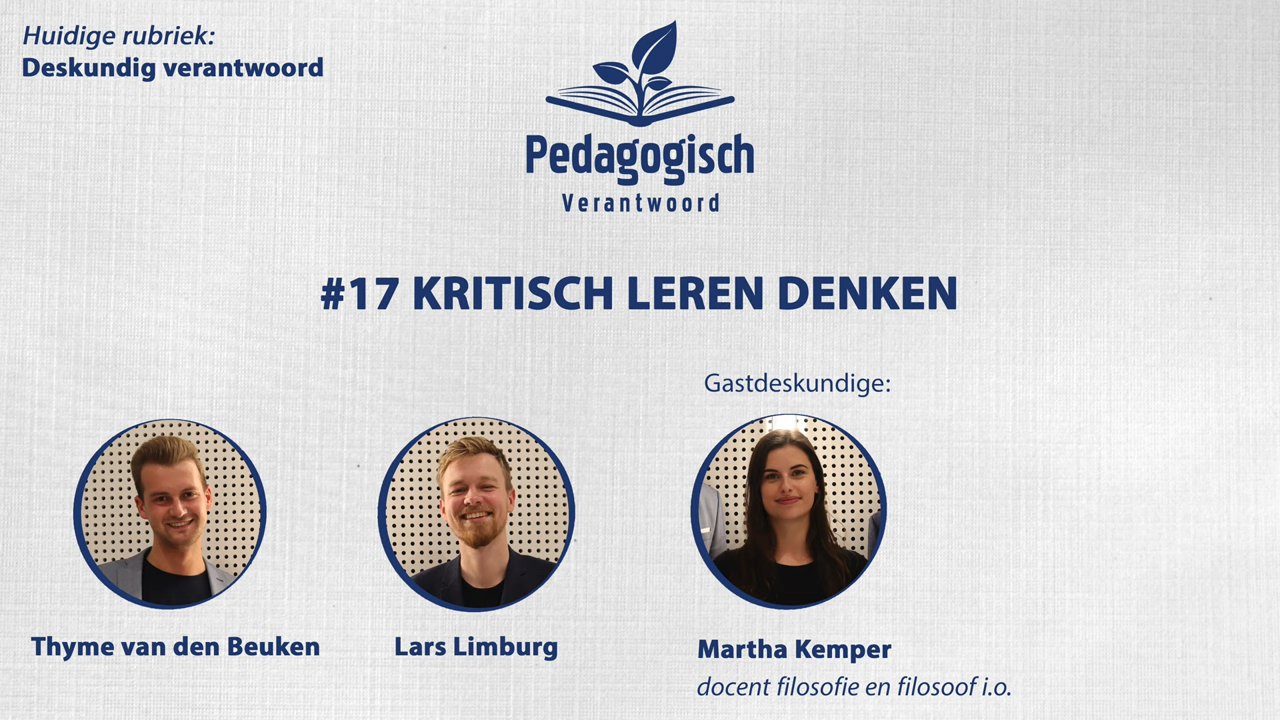 Huidige rubriek:
Deskundig verantwoord
Pedagogisch
Verantwoord
#17 KRITISCH LEREN DENKEN
Gastdeskundige:
Thyme van den Beuken
Lars Limburg
Martha Kemper
docent filosofie en filosoof i.o.